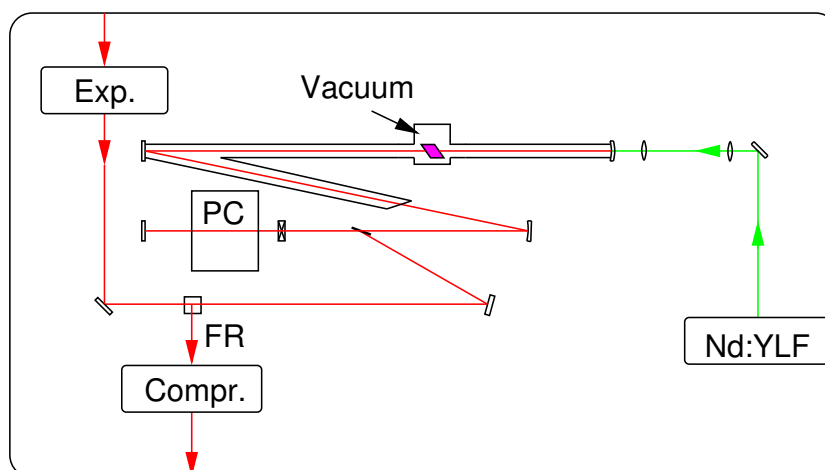 Exp.
Vacuum
PC
FR
Nd:YLF
Compr.